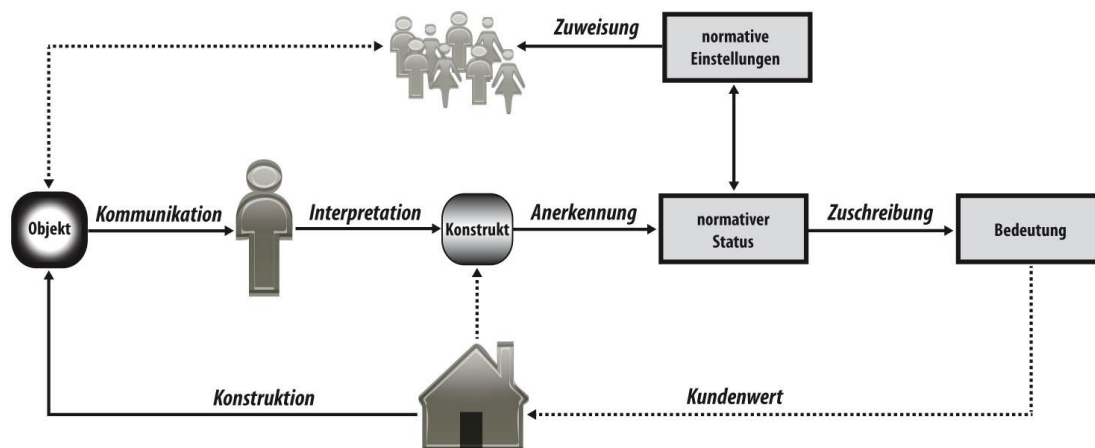 Zuweisung
normative
Einstellungen
Objekt
Kommunikation
Interpretation
Konstrukt
Anerkennung
normativer
Status
Zuschreibung
Bedeutung
Konstruktion
Kundenwert